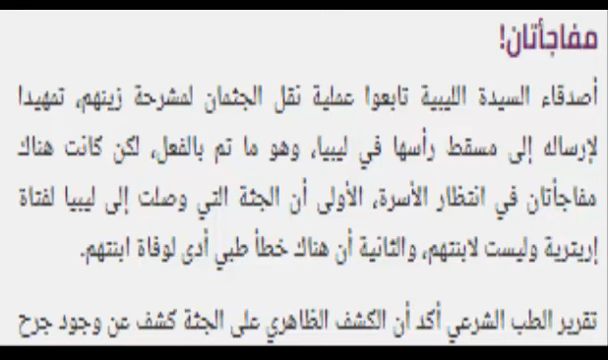 مفاجأتان!
أصدقاء السيدة الليبية تابعوا عملية نقل الجثمان لمشرحة زينهم، تمهيدا
لإرساله إلى مسقط رأسها في ليبيا، وهو ما تم بالفعل، لكن كانت هناك
مفاجأتان في انتظار الأسرة، الأولى أن الجثة التي وصلت إلى ليبيا لفتاة
إريترية وليست لابنتهم، والثانية أن هناك خطأ طبي أدى لوفاة ابنتهم.
تقرير الطب الشرعي أكد أن الكشف الظاهري على الجثة كشف عن وجود جرح